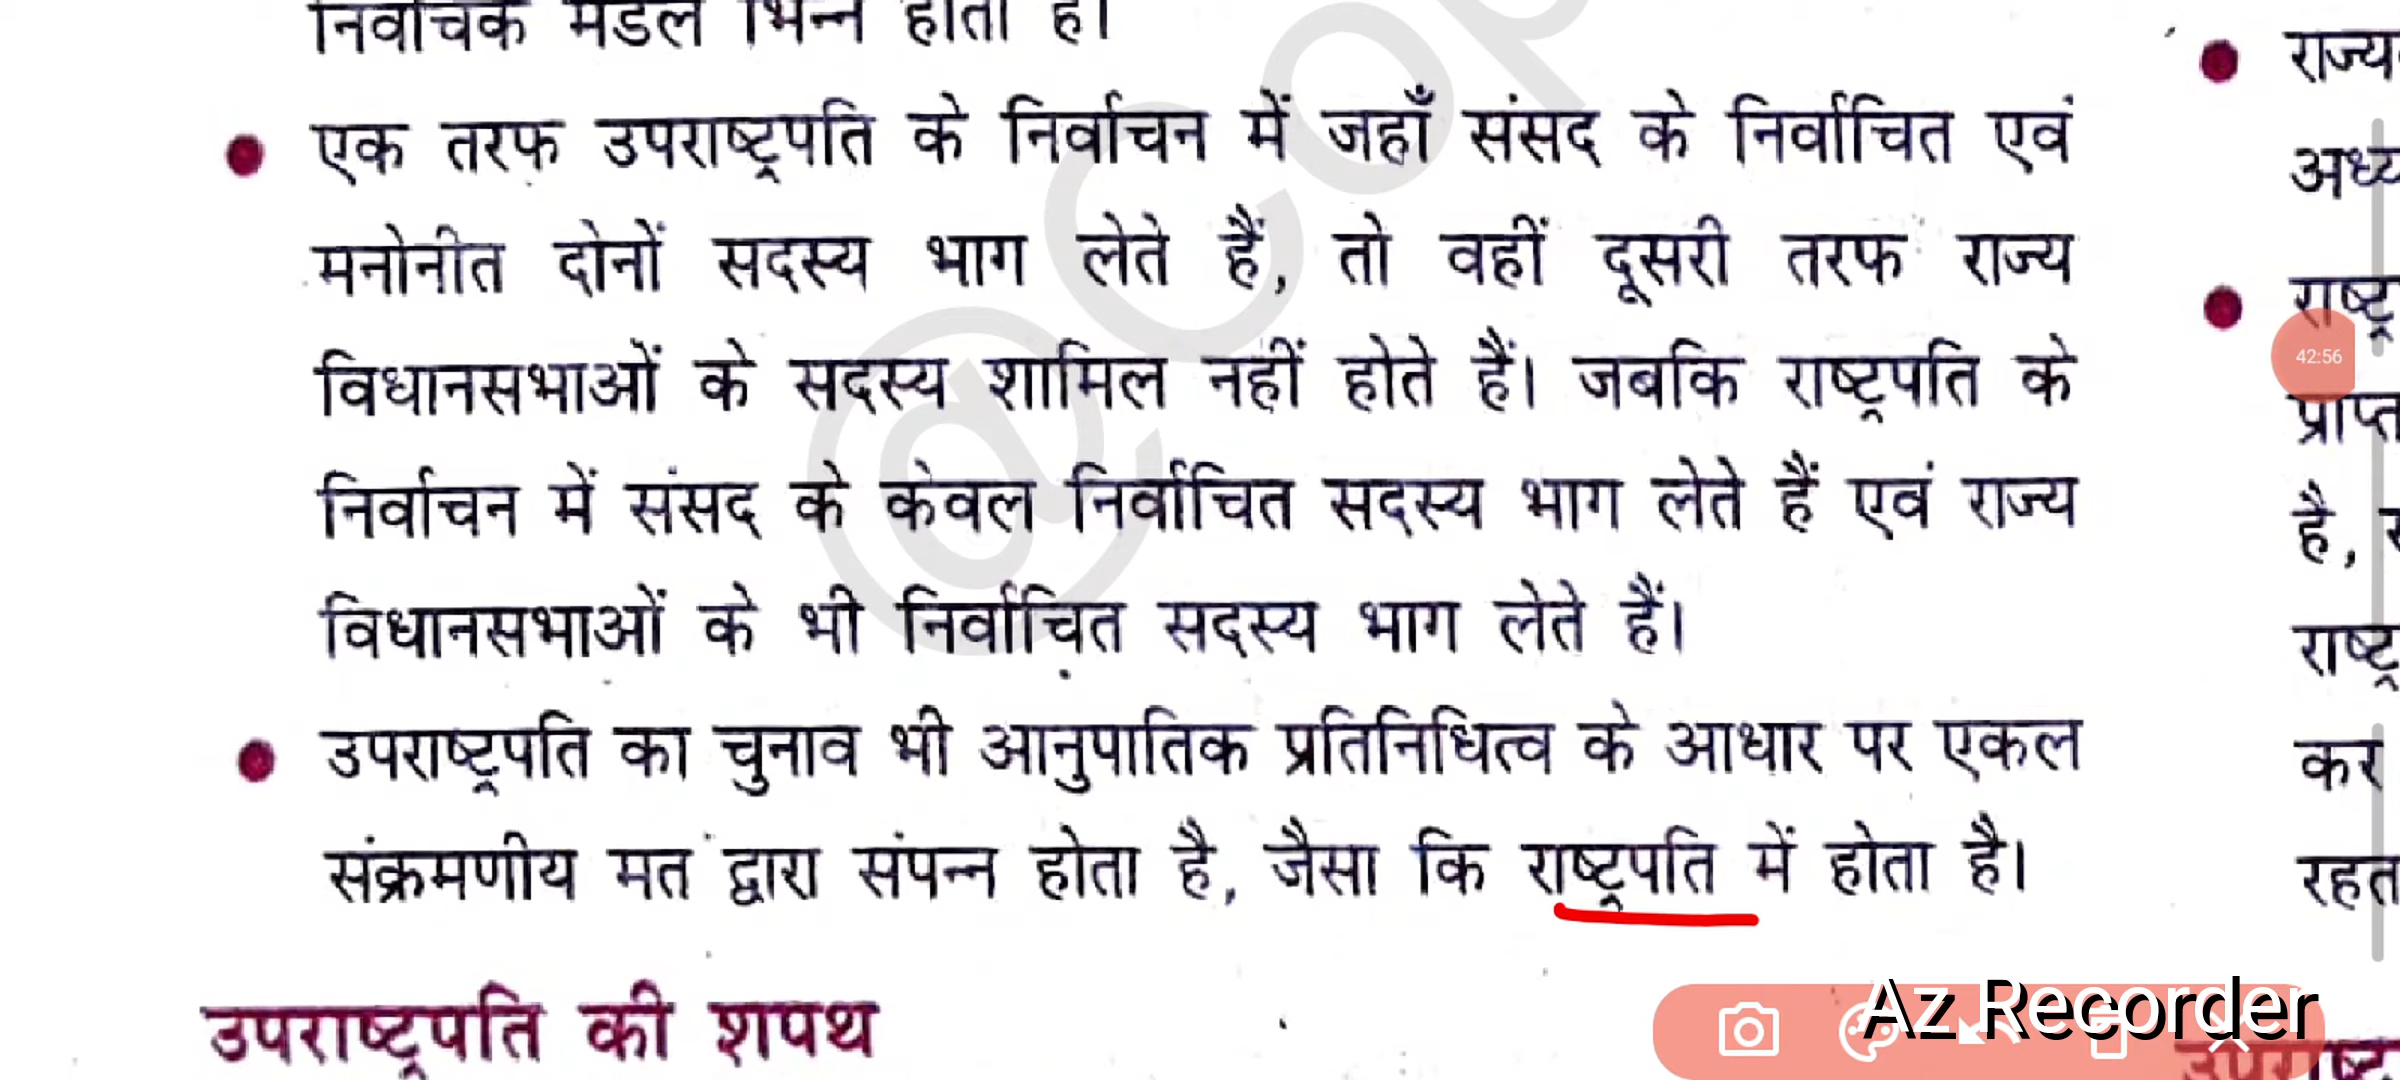 निर्वाचक मंडल भिन्न होता है।
एक तरफ उपराष्ट्रपति के निर्वाचन में जहाँ संसद के निर्वाचित एवं
मनोनीत दोनों सदस्य भाग लेते हैं, तो वहीं दूसरी तरफ राज्य
विधानसभाओं के सदस्य शामिल नहीं होते हैं। जबकि राष्ट्रपति के
निर्वाचन में संसद के केवल निर्वाचित सदस्य भाग लेते हैं एवं राज्य
विधानसभाओं के भी निर्वाचित सदस्य भाग लेते हैं।
उपराष्ट्रपति का चुनाव भी आनुपातिक प्रतिनिधित्व के आधार पर एकल
संक्रमणीय मत द्वारा संपन्न होता है, जैसा कि राष्ट्रपति में होता है।
उपराष्ट्रपति की शपथ
राज्य
राष्ट्र
42:56
प्राप्त
है,
राष्ट्र
कर
रहत
Az Recorder